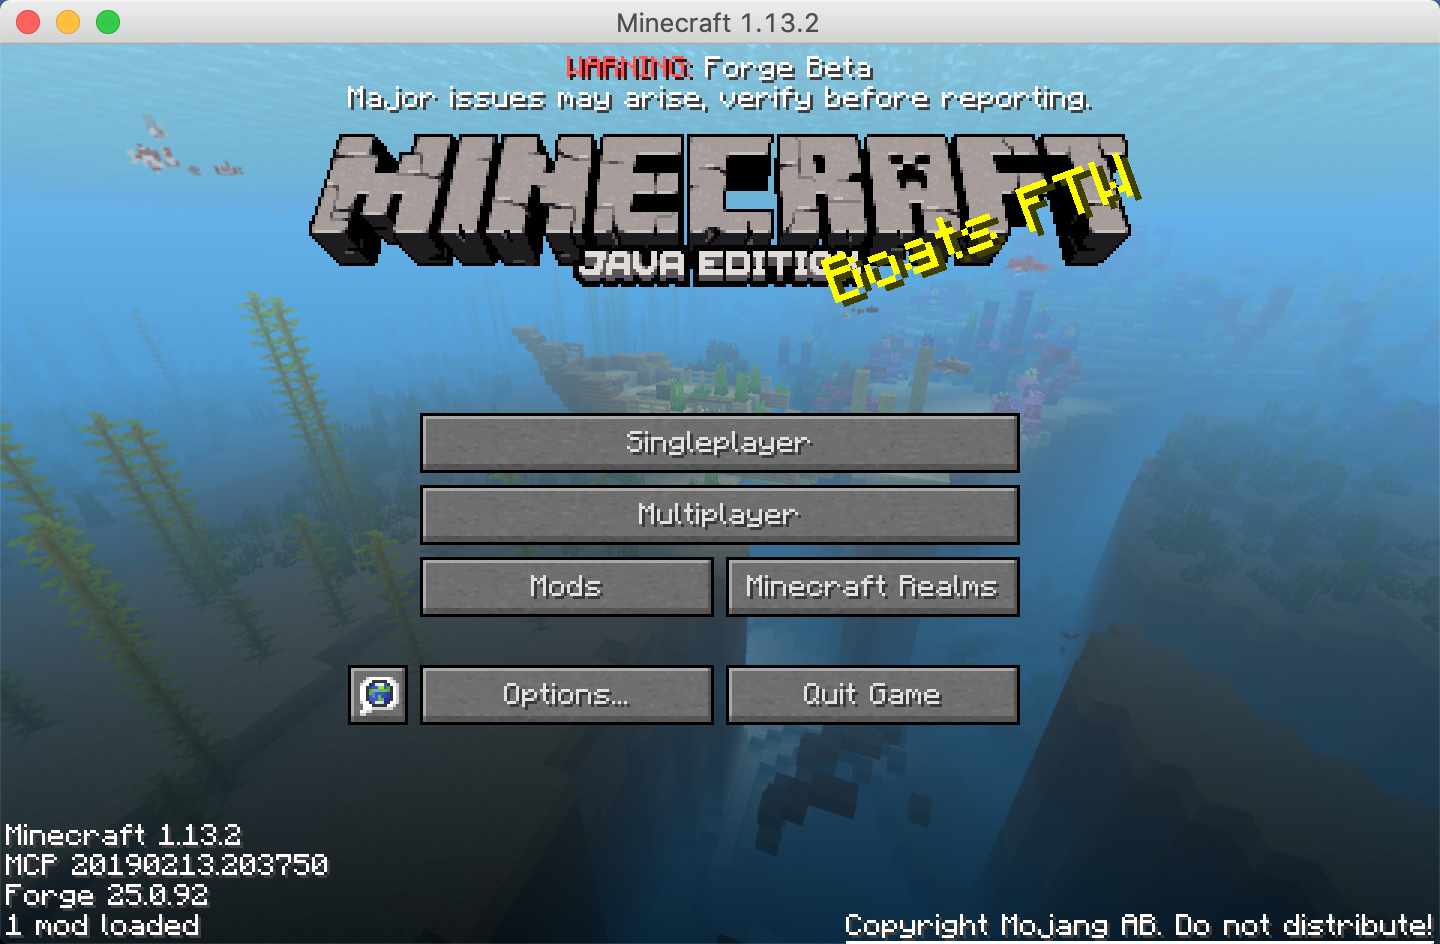 Minecraft 1.13.2
WARNING: Forge Beta
Major issues may arise, verify before reporting.
MINECRAFT
JAVA EDITION
Boats FTW
Singleplayer
Multiplayer
Mods
Minecraft Realms
Options...
Quit Game
Minecraft 1.13.2
MCP 20190213.203750
Forge 25.0.92
1 mod loaded
Copyright Mojang AB. Do not distribute!